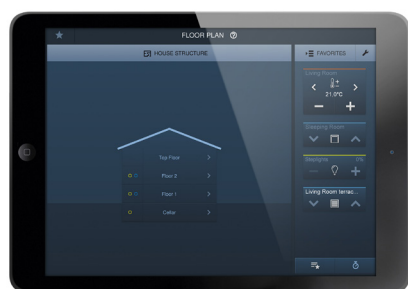 FLOOR PLAN ?
HOUSE STRUCTURE
FAVORITES
Living Room
21,0°C
Sleeping Room
Top Floor
Floor 2
Floor 1
Cellar
Daylights 0%
Living Room terrac...